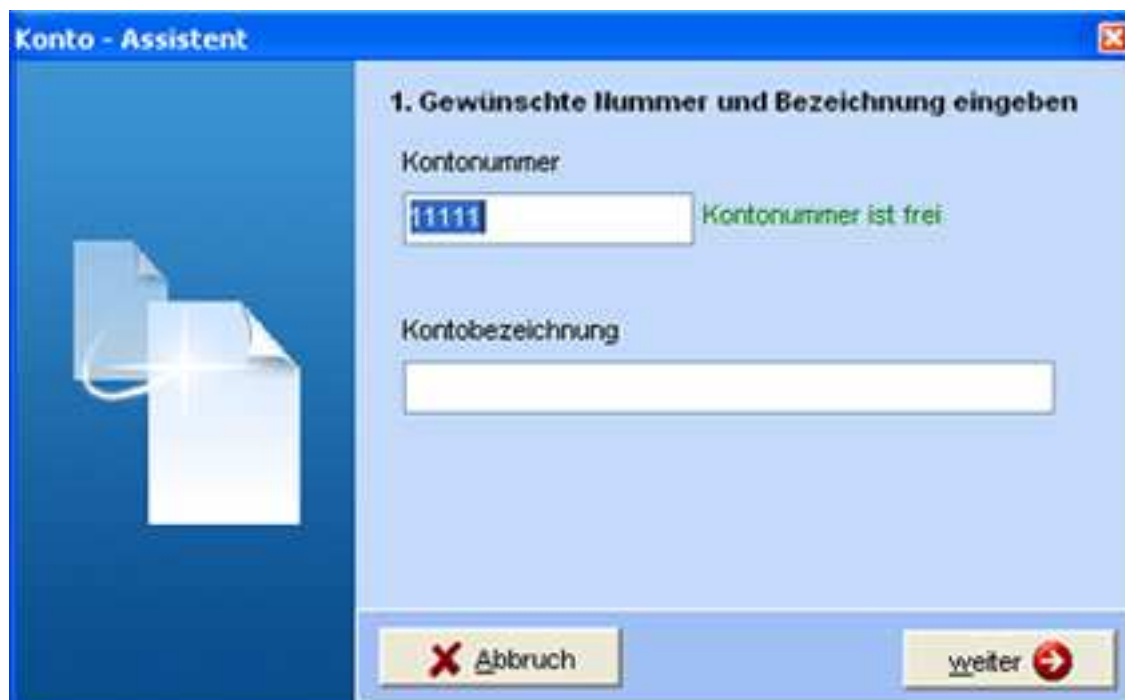 Konto - Assistent
1. Gewünschte Nummer und Bezeichnung eingeben
Kontonummer
11111 Kontonummer ist frei
Kontobezeichnung
Abbruch weiter